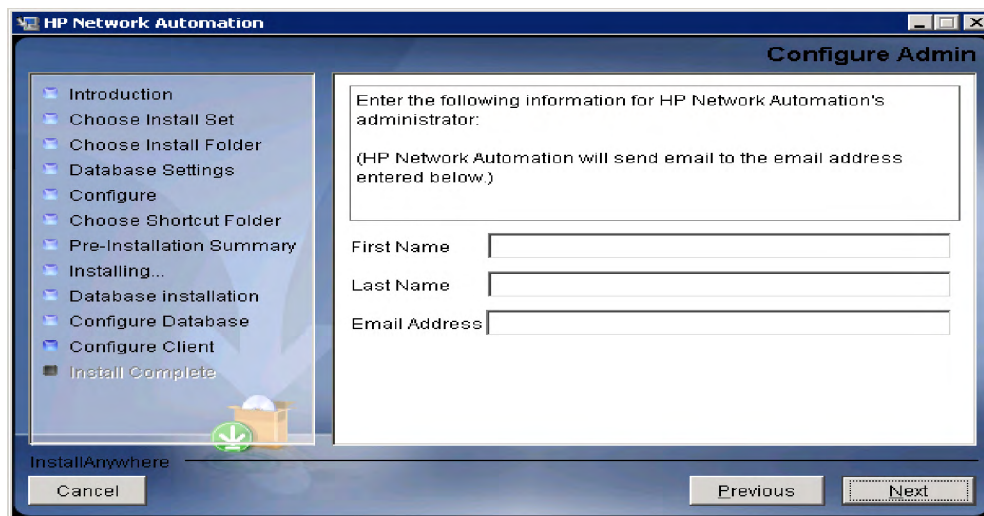 HP Network Automation
Configure Admin
Introduction
Choose Install Set
Choose Install Folder
Database Settings
Configure
Choose Shortcut Folder
Pre-Installation Summary
Installing...
Database installation
Configure Database
Configure Client
Install Complete
Enter the following information for HP Network Automation's
administrator:
(HP Network Automation will send email to the email address
entered below.)
First Name
Last Name
Email Address
InstallAnywhere
Cancel
Previous
Next